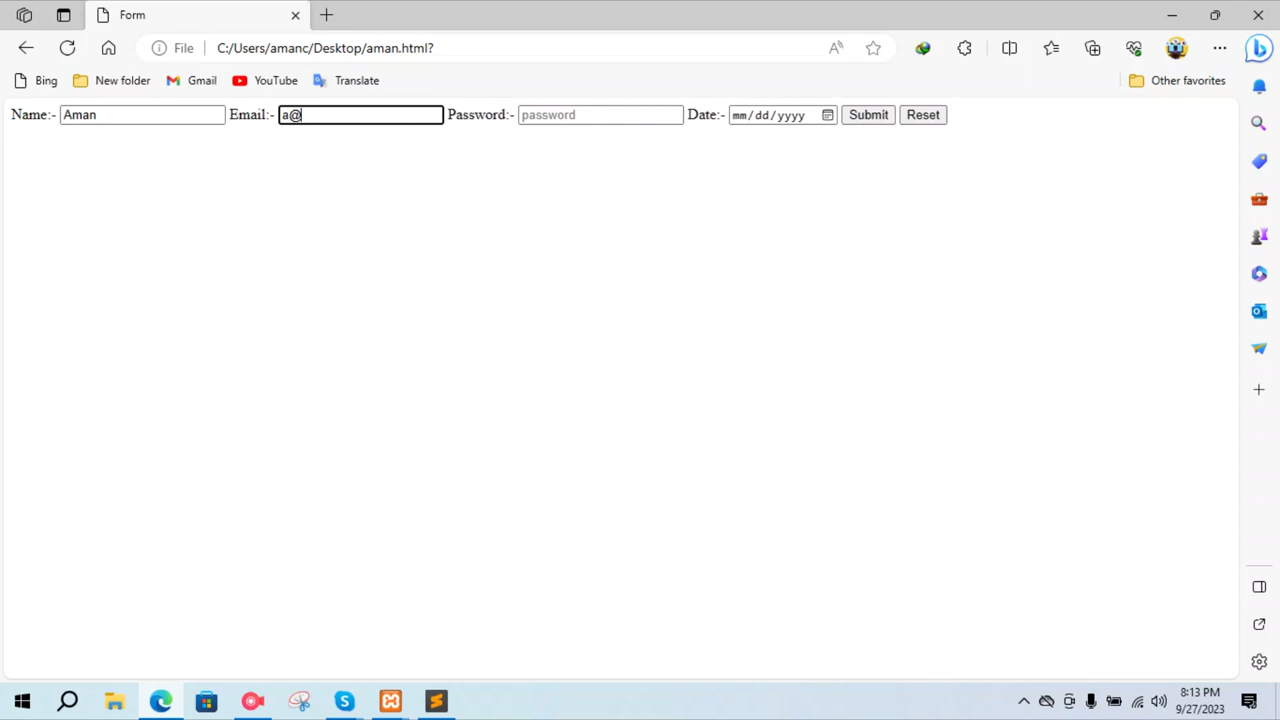 Form
File C:/Users/amanc/Desktop/aman.html?
Bing New folder Gmail YouTube Translate Other favorites
Name:- Aman Email:- a@ Password:- password Date:- mm/dd/yyyy Submit Reset
8:13 PM
9/27/2023